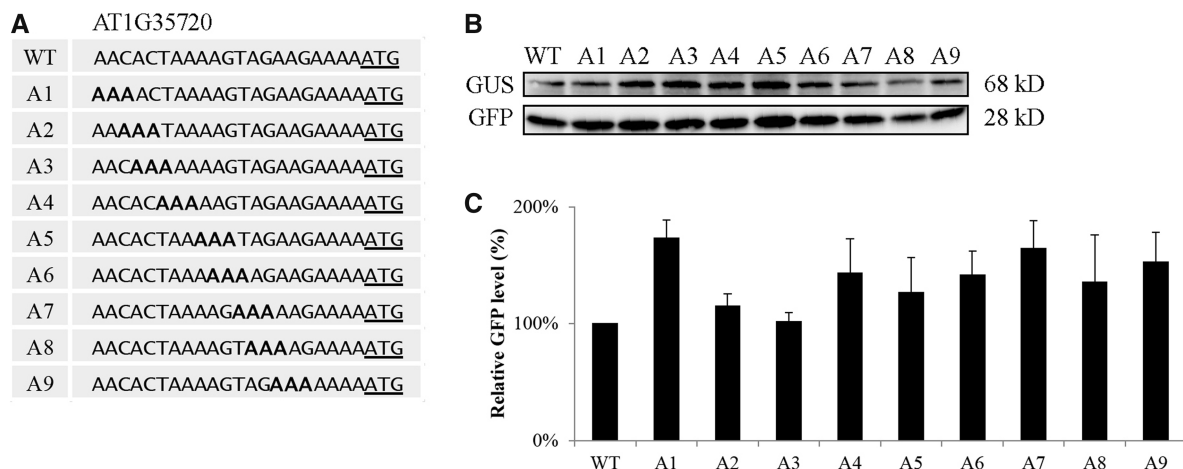 A
AT1G35720
WT AACACTAAAAGTAGAAGAAAAATG
A1 AAAACTAAAAGTAGAAGAAAAATG
A2 AAAAATAAAAGTAGAAGAAAAATG
A3 AACAAAAAAAGTAGAAGAAAAATG
A4 AACACAAAAAGTAGAAGAAAAATG
A5 AACACTAAAAATAGAAGAAAAATG
A6 AACACTAAAAAAAGAAGAAAAATG
A7 AACACTAAAAGAAAAAGAAAAATG
A8 AACACTAAAAGTAAAAGAAAAATG
A9 AACACTAAAAGTAGAAAAAAAATG
B
WT A1 A2 A3 A4 A5 A6 A7 A8 A9
GUS 68 kD
GFP 28 kD
C
Relative GFP level (%)
200%
100%
0%
WT A1 A2 A3 A4 A5 A6 A7 A8 A9